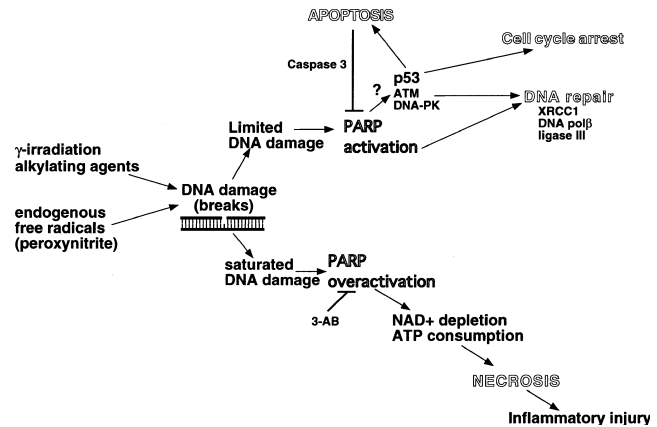 APOPTOSIS
Cell cycle arrest
Caspase 3
p53
?
ATM
DNA-PK
DNA repair
XRCC1
DNA polβ
ligase III
Limited
DNA damage
PARP
activation
γ-irradiation
alkylating agents
DNA damage
(breaks)
endogenous
free radicals
(peroxynitrite)
saturated
DNA damage
PARP
overactivation
3-AB
NAD+ depletion
ATP consumption
NECROSIS
Inflammatory injury